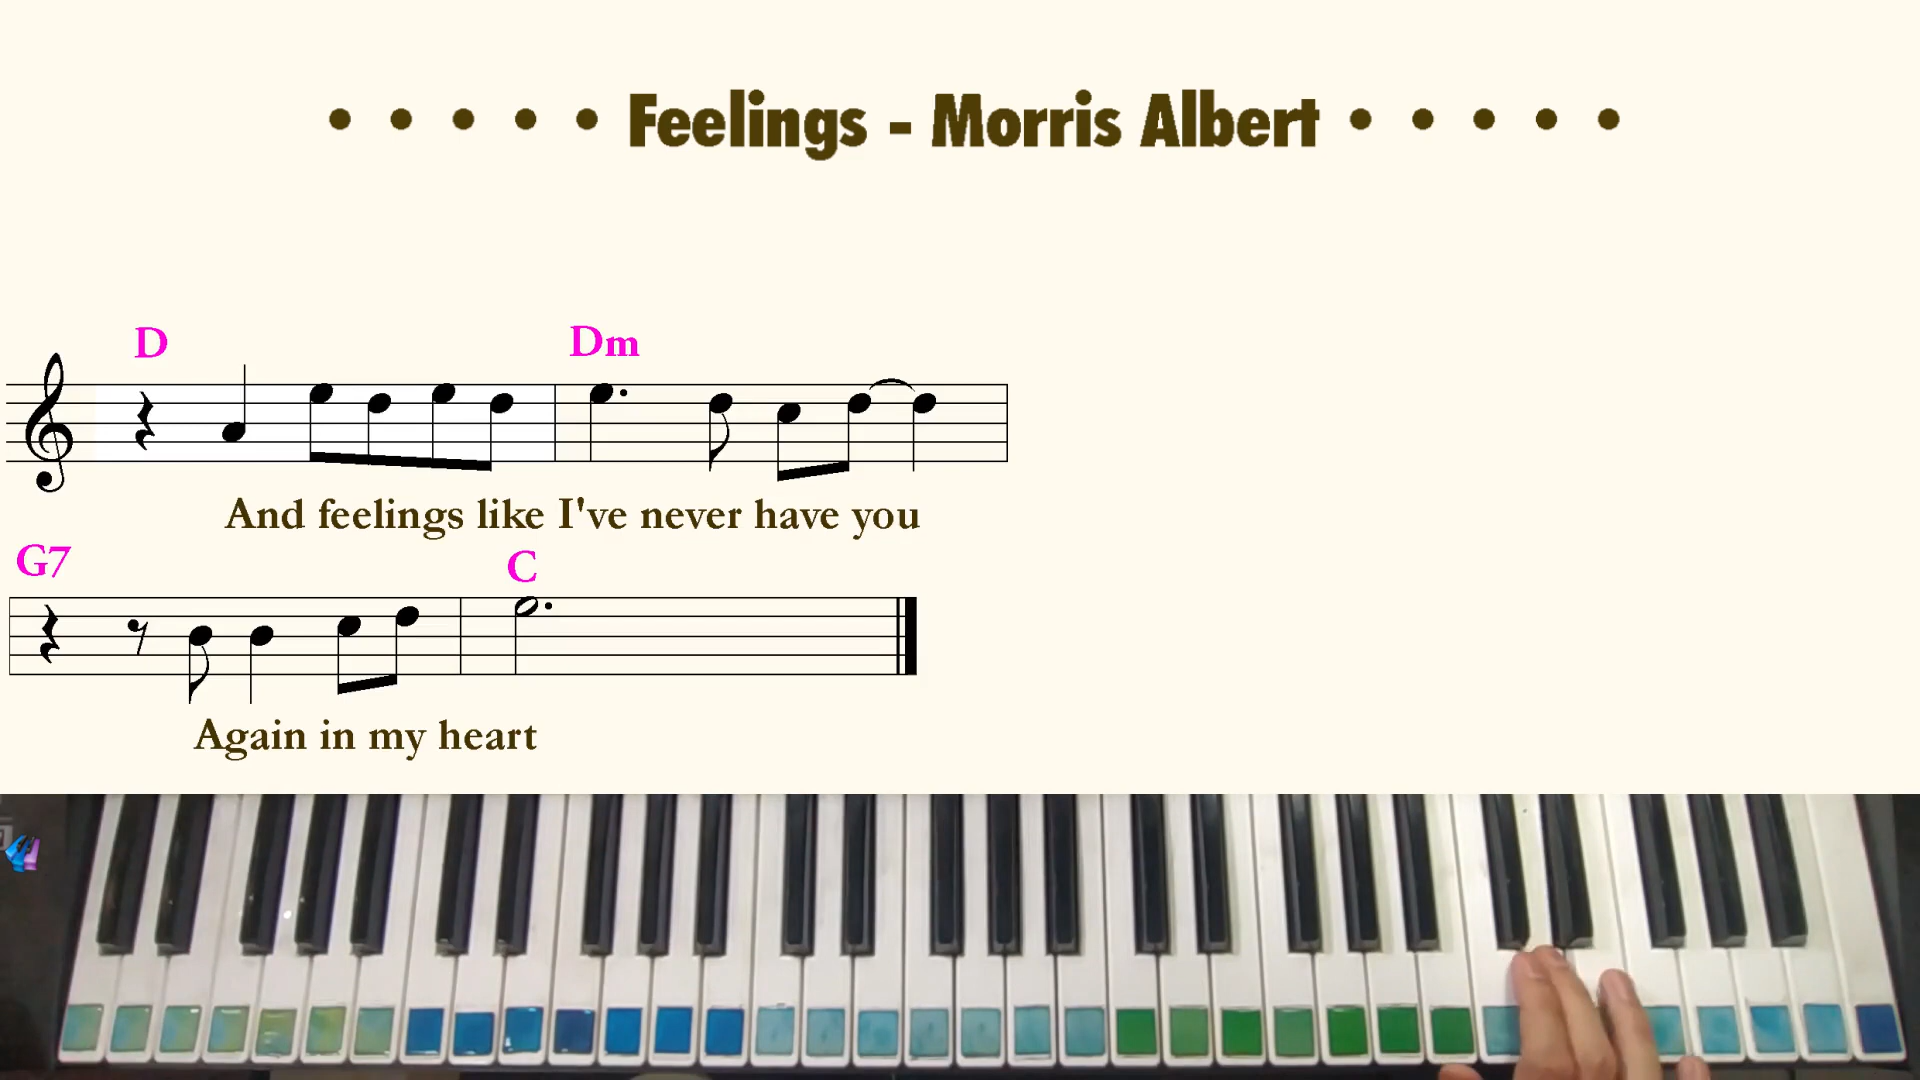 Feelings - Morris Albert
D Dm
And feelings like I've never have you
G7 C
Again in my heart